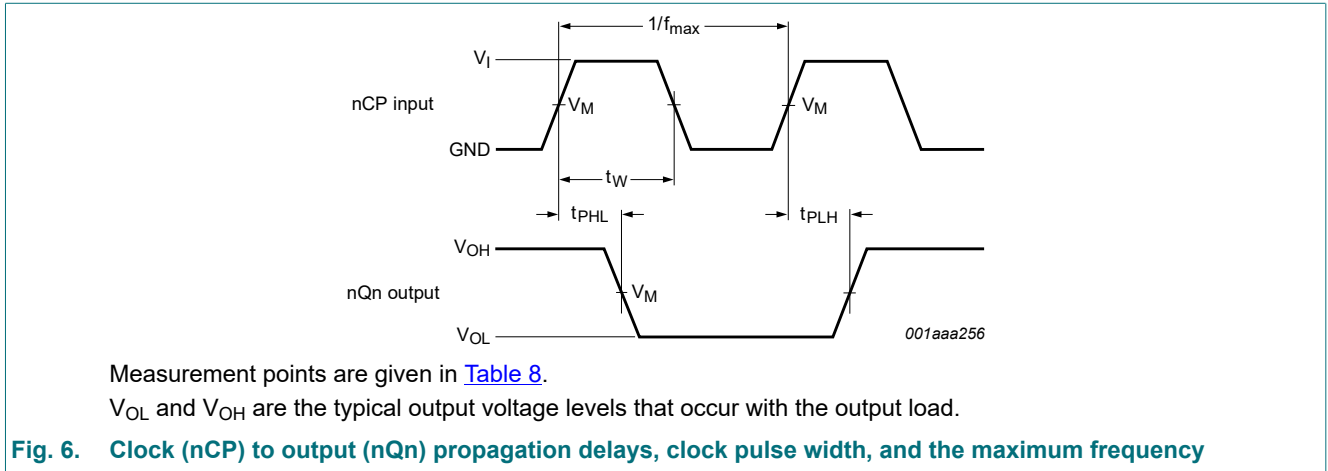 1/fmax
VI
nCP input
VM
VM
GND
tW
tPHL
tPLH
VOH
nQn output
VM
VOL
001aaa256
Measurement points are given in Table 8.
VOL and VOH are the typical output voltage levels that occur with the output load.
Fig. 6. Clock (nCP) to output (nQn) propagation delays, clock pulse width, and the maximum frequency